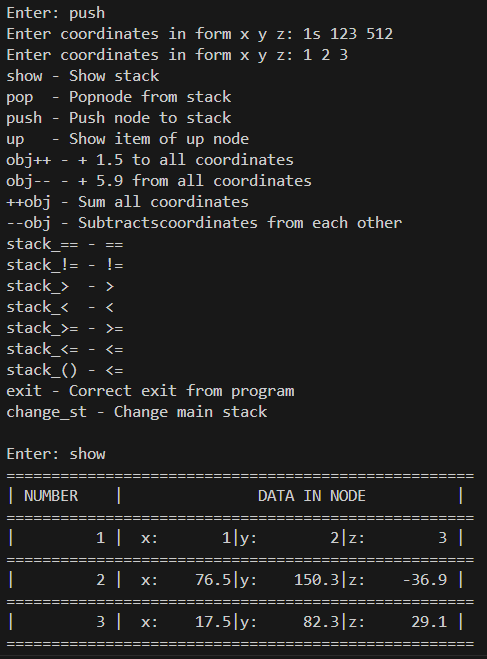 Enter: push
Enter coordinates in form x y z: 1s 123 512
Enter coordinates in form x y z: 1 2 3
show - Show stack
pop  - Popnode from stack
push - Push node to stack
up   - Show item of up node
obj++ - + 1.5 to all coordinates
obj-- - + 5.9 from all coordinates
++obj - Sum all coordinates
--obj - Subtractscoordinates from each other
stack_== - ==
stack_!= - !=
stack_>  - >
stack_<  - <
stack_>= - >=
stack_<= - <=
stack_() - <=
exit - Correct exit from program
change_st - Change main stack
Enter: show
====================================================
| NUMBER    |               DATA IN NODE          |
====================================================
|         1 |  x:       1|y:        2|z:        3 |
====================================================
|         2 |  x:    76.5|y:    150.3|z:    -36.9 |
====================================================
|         3 |  x:    17.5|y:     82.3|z:     29.1 |
====================================================